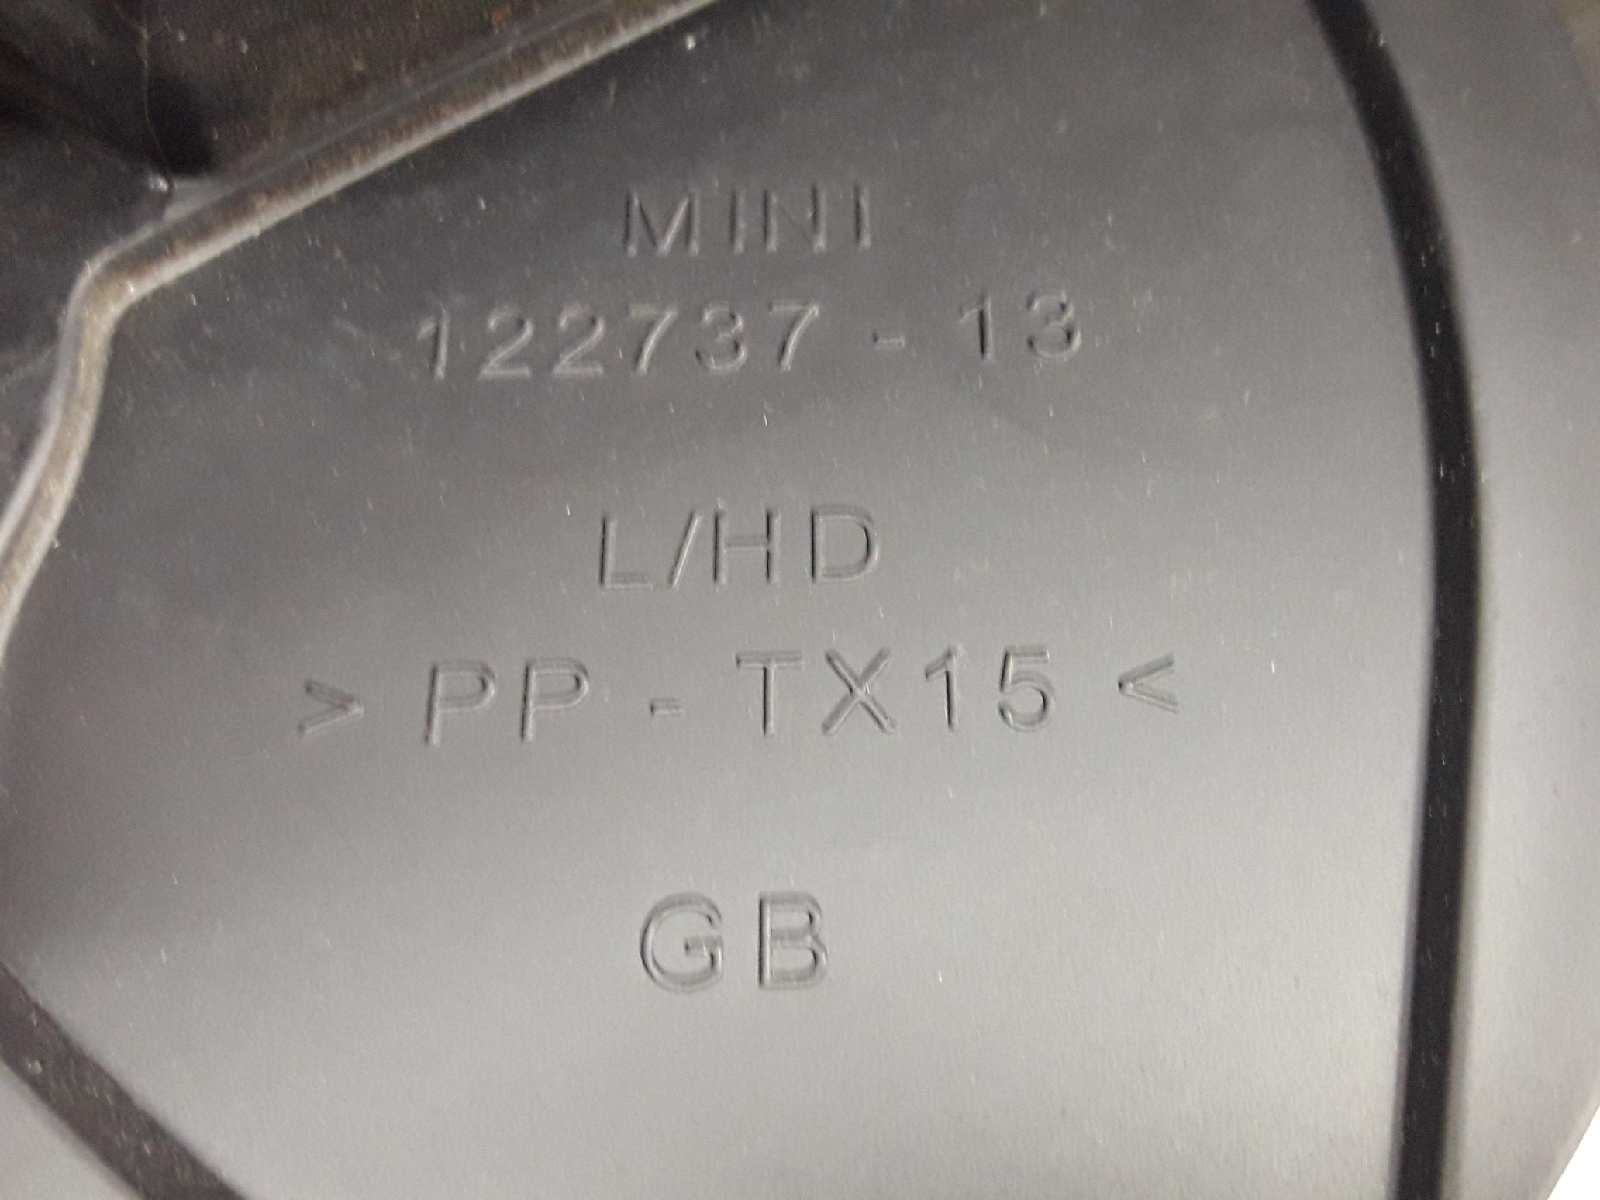 MINI
122737 - 13
L/HD
> PP - TX15 <
GB